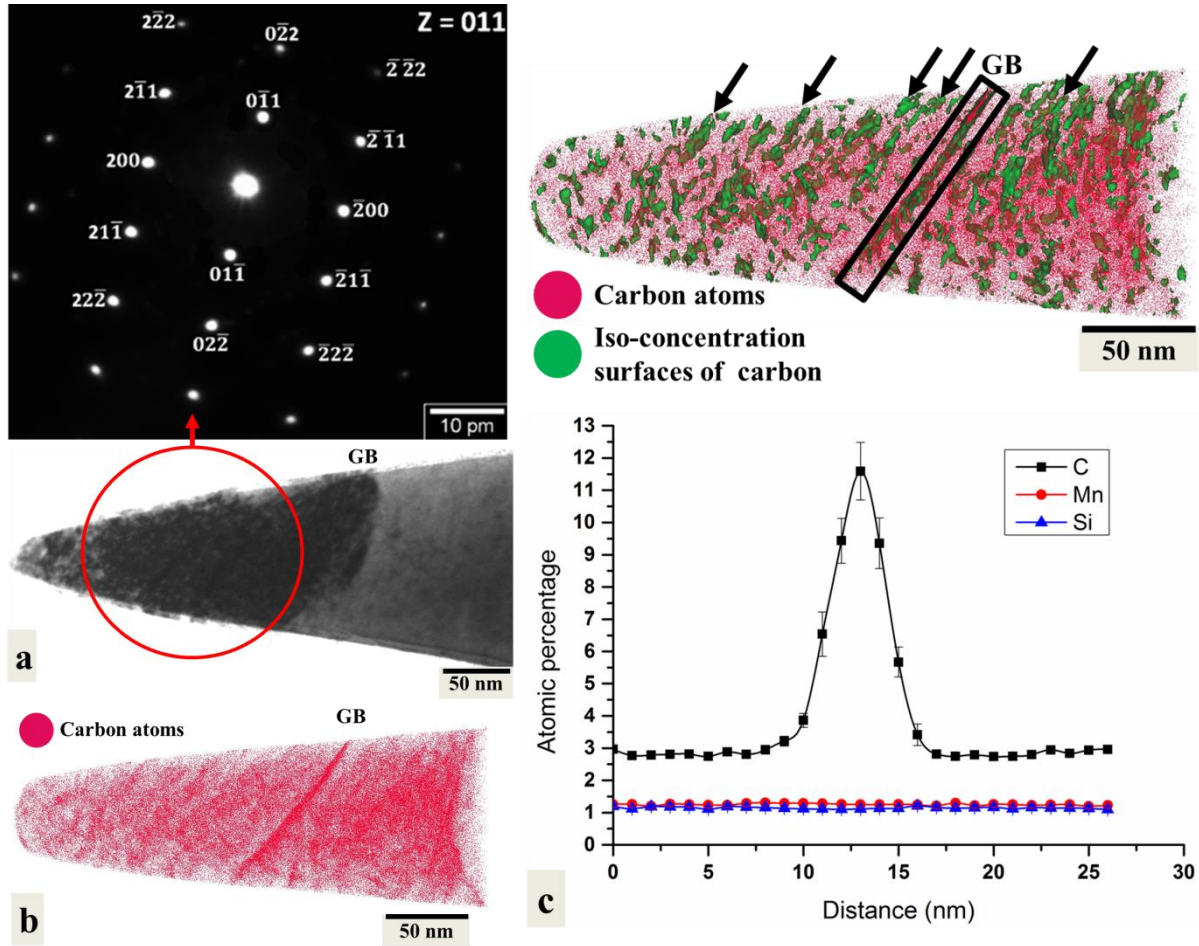 Z = 011
2̄2̄2
02̄2
2̄ 2̄2
2̄11
01̄1
2̄ 1̄1
200
2̄00
211̄
011̄
2̄11̄
222̄
022̄
2̄22̄
10 pm
GB
a
50 nm
Carbon atoms
GB
b
50 nm
GB
Carbon atoms
Iso-concentration
surfaces of carbon
50 nm
13
12
11
10
9
8
7
6
5
4
3
2
1
0
Atomic percentage
C
Mn
Si
0 5 10 15 20 25 30
Distance (nm)
c